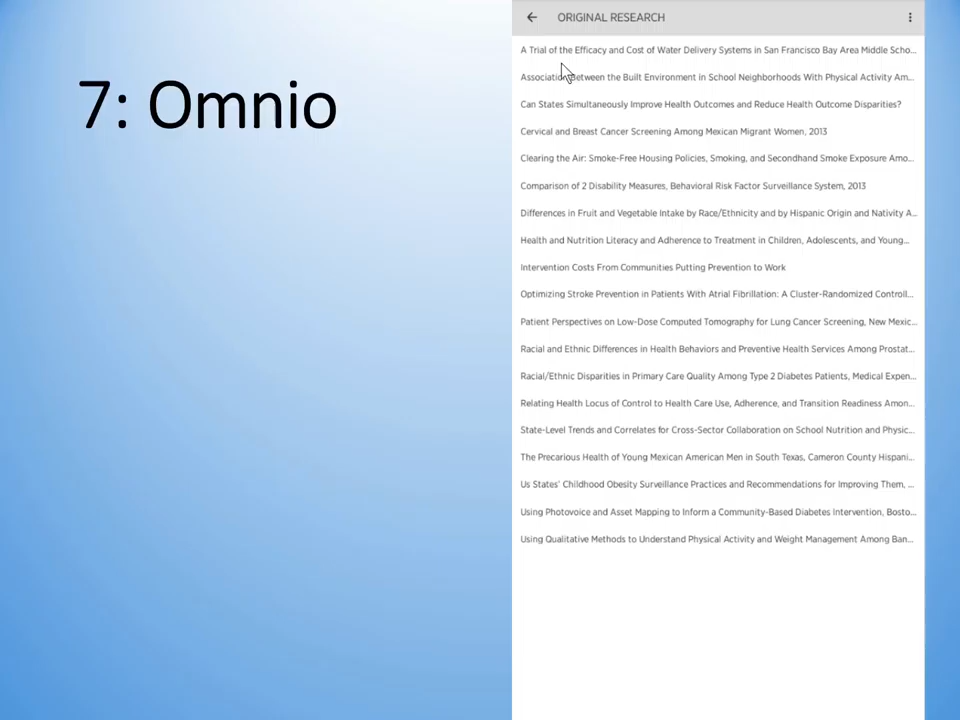 7: Omnio
ORIGINAL RESEARCH
A Trial of the Efficacy and Cost of Water Delivery Systems in San Francisco Bay Area Middle Scho...
Association Between the Built Environment in School Neighborhoods With Physical Activity Am...
Can States Simultaneously Improve Health Outcomes and Reduce Health Outcome Disparities?
Cervical and Breast Cancer Screening Among Mexican Migrant Women, 2013
Clearing the Air: Smoke-Free Housing Policies, Smoking, and Secondhand Smoke Exposure Amo...
Comparison of 2 Disability Measures, Behavioral Risk Factor Surveillance System, 2013
Differences in Fruit and Vegetable Intake by Race/Ethnicity and by Hispanic Origin and Nativity A...
Health and Nutrition Literacy and Adherence to Treatment in Children, Adolescents, and Young...
Intervention Costs From Communities Putting Prevention to Work
Optimizing Stroke Prevention in Patients With Atrial Fibrillation: A Cluster-Randomized Controll...
Patient Perspectives on Low-Dose Computed Tomography for Lung Cancer Screening, New Mexic...
Racial and Ethnic Differences in Health Behaviors and Preventive Health Services Among Prostat...
Racial/Ethnic Disparities in Primary Care Quality Among Type 2 Diabetes Patients, Medical Expen...
Relating Health Locus of Control to Health Care Use, Adherence, and Transition Readiness Amon...
State-Level Trends and Correlates for Cross-Sector Collaboration on School Nutrition and Physic...
The Precarious Health of Young Mexican American Men in South Texas, Cameron County Hispani...
Us States' Childhood Obesity Surveillance Practices and Recommendations for Improving Them, ...
Using Photovoice and Asset Mapping to Inform a Community-Based Diabetes Intervention, Bosto...
Using Qualitative Methods to Understand Physical Activity and Weight Management Among Ban...